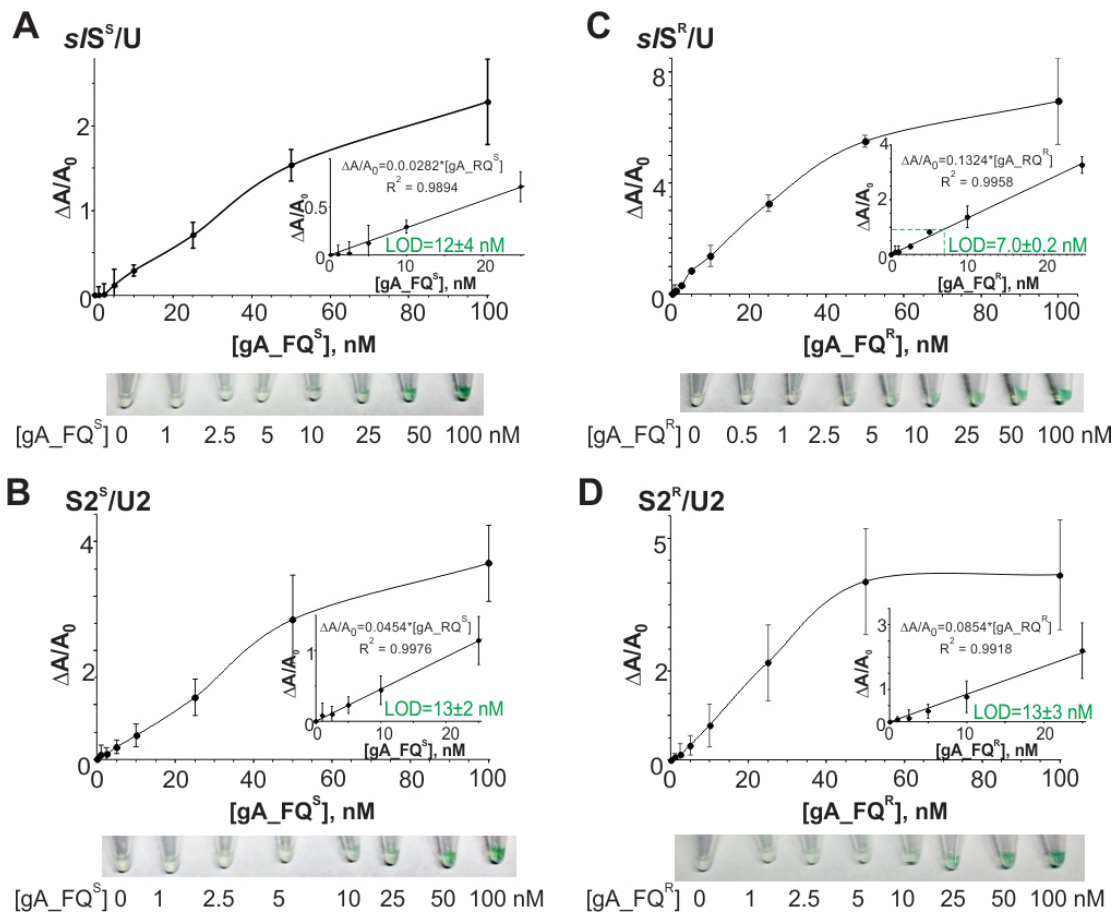 A
s/S^S/U
ΔA/A₀
2
1
0
0
20
40
60
80
100
[gA_FQ^S], nM
ΔA/A₀=0.0.0282*[gA_RQ^S]
R² = 0.9894
ΔA/A₀
0.5
0
LOD=12±4 nM
0
20
[gA_FQ^S], nM
[gA_FQ^S] 0 1 2.5 5 10 25 50 100 nM
C
s/S^R/U
ΔA/A₀
8
6
4
2
0
0
20
40
60
80
100
[gA_FQ^R], nM
ΔA/A₀=0.1324*[gA_RQ^R]
R² = 0.9958
ΔA/A₀
4
2
0
LOD=7.0±0.2 nM
0
20
[gA_FQ^R], nM
[gA_FQ^R] 0 0.5 1 2.5 5 10 25 50 100 nM
B
S2^S/U2
ΔA/A₀
4
2
0
0
20
40
60
80
100
[gA_FQ^S], nM
ΔA/A₀=0.0454*[gA_RQ^S]
R² = 0.9976
ΔA/A₀
1
0
LOD=13±2 nM
0
10
20
[gA_FQ^S], nM
[gA_FQ^S] 0 1 2.5 5 10 25 50 100 nM
D
S2^R/U2
ΔA/A₀
5
0
0
20
40
60
80
100
[gA_FQ^R], nM
ΔA/A₀=0.0854*[gA_RQ^R]
R² = 0.9918
ΔA/A₀
3
2
1
0
LOD=13±3 nM
0
10
20
[gA_FQ^R], nM
[gA_FQ^R] 0 1 2.5 5 10 25 50 100 nM